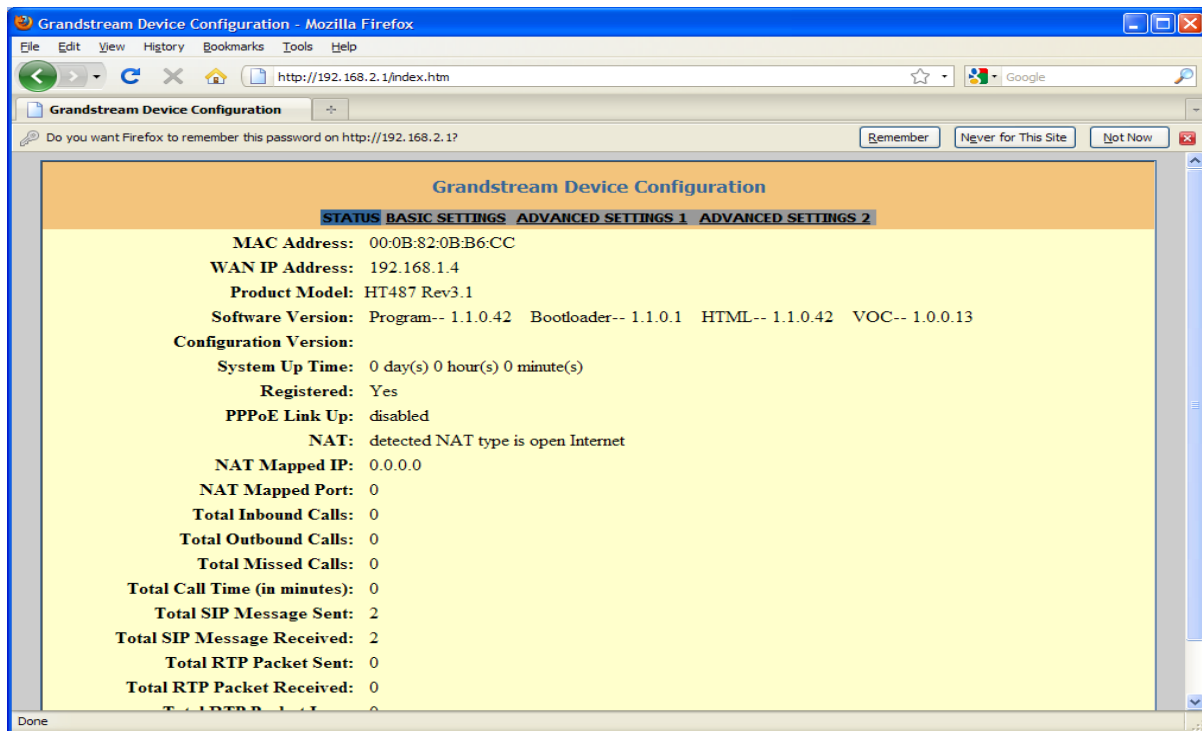 Grandstream Device Configuration - Mozilla Firefox
File Edit View History Bookmarks Tools Help
http://192.168.2.1/index.htm
Google
Grandstream Device Configuration
Do you want Firefox to remember this password on http://192.168.2.1?
Remember Never for This Site Not Now
Grandstream Device Configuration
STATUS BASIC SETTINGS ADVANCED SETTINGS 1 ADVANCED SETTINGS 2
MAC Address: 00:0B:82:0B:B6:CC
WAN IP Address: 192.168.1.4
Product Model: HT487 Rev3.1
Software Version: Program-- 1.1.0.42 Bootloader-- 1.1.0.1 HTML-- 1.1.0.42 VOC-- 1.0.0.13
Configuration Version:
System Up Time: 0 day(s) 0 hour(s) 0 minute(s)
Registered: Yes
PPPoE Link Up: disabled
NAT: detected NAT type is open Internet
NAT Mapped IP: 0.0.0.0
NAT Mapped Port: 0
Total Inbound Calls: 0
Total Outbound Calls: 0
Total Missed Calls: 0
Total Call Time (in minutes): 0
Total SIP Message Sent: 2
Total SIP Message Received: 2
Total RTP Packet Sent: 0
Total RTP Packet Received: 0
Done